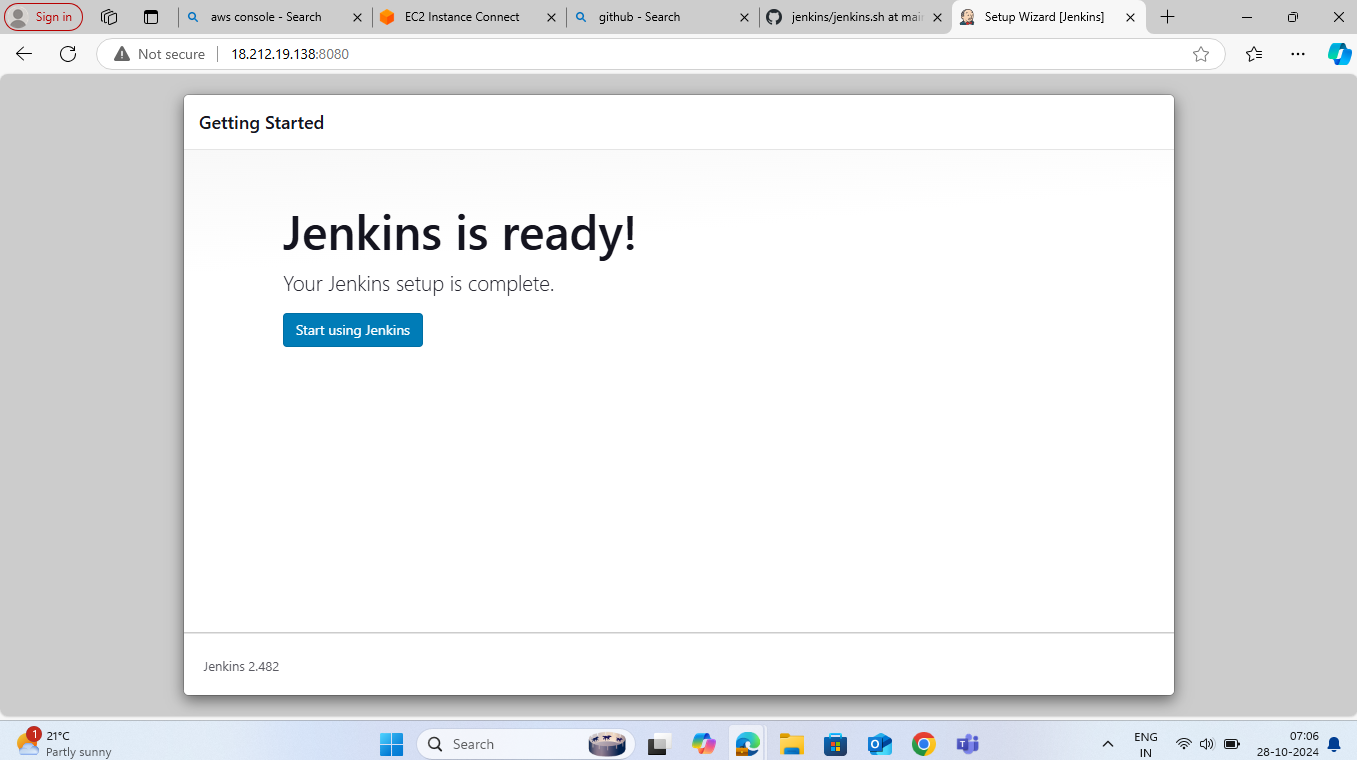 Sign in
aws console - Search
EC2 Instance Connect
github - Search
jenkins/jenkins.sh at mai
Setup Wizard [Jenkins]
Not secure
18.212.19.138:8080
Getting Started
Jenkins is ready!
Your Jenkins setup is complete.
Start using Jenkins
Jenkins 2.482
1
21°C
Partly sunny
Search
ENG
IN
07:06
28-10-2024